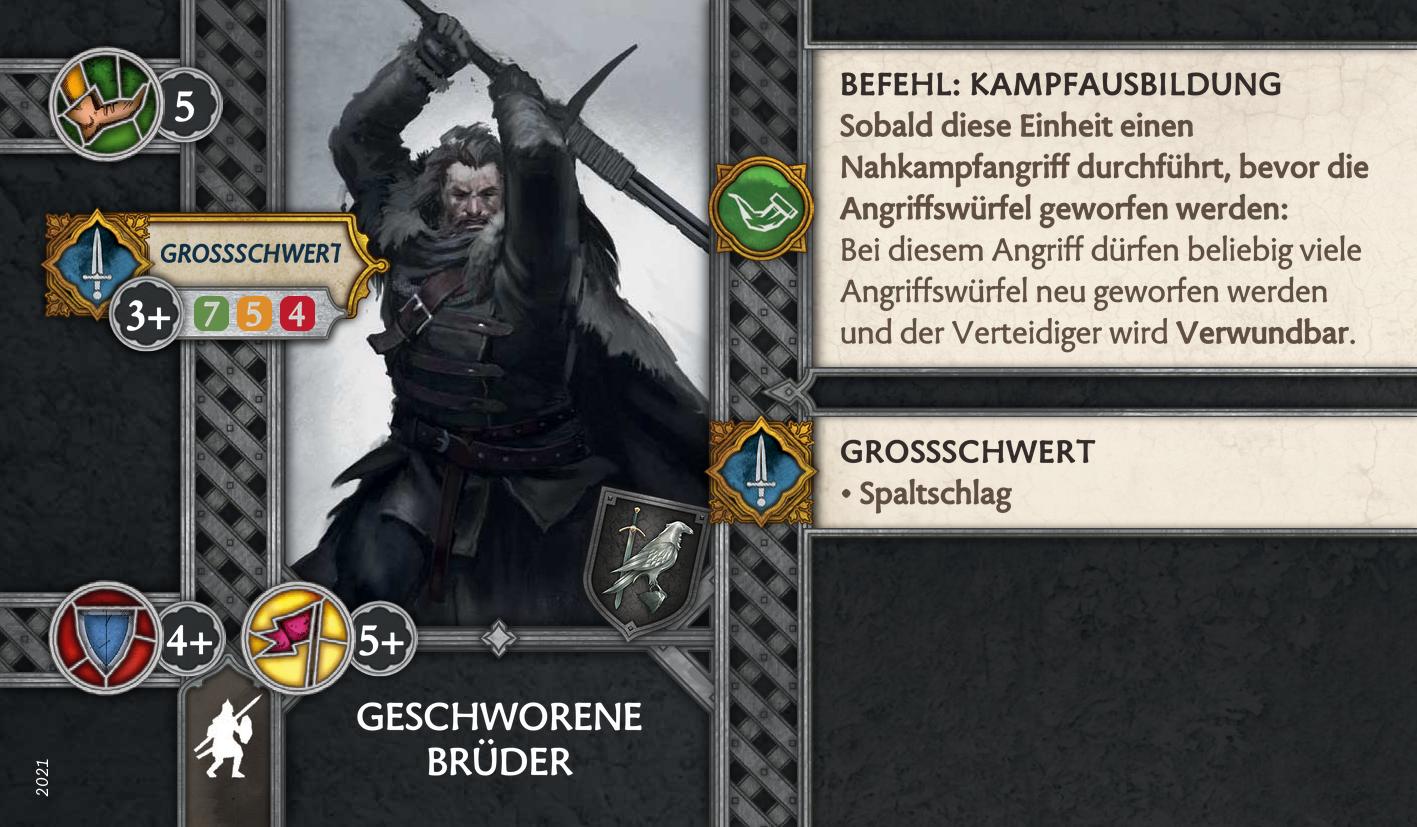 5
GROSSSCHWERT
3+ 7 5 4
4+ 5+
GESCHWORENE
BRÜDER
2021
BEFEHL: KAMPFAUSBILDUNG
Sobald diese Einheit einen
Nahkampfangriff durchführt, bevor die
Angriffswürfel geworfen werden:
Bei diesem Angriff dürfen beliebig viele
Angriffswürfel neu geworfen werden
und der Verteidiger wird Verwundbar.
GROSSSCHWERT
• Spaltschlag